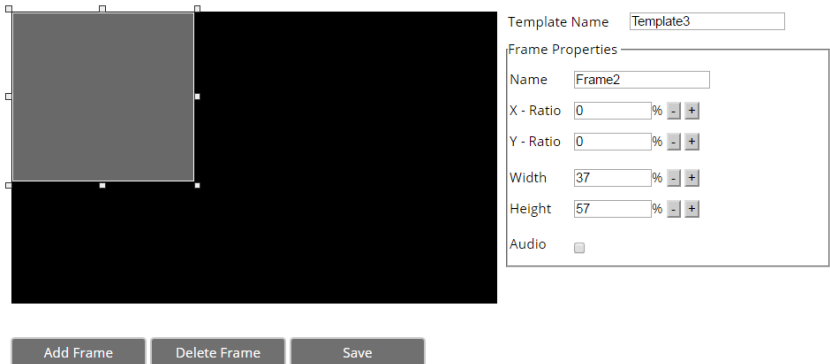 Template Name Template3
Frame Properties
Name Frame2
X - Ratio 0 % - +
Y - Ratio 0 % - +
Width 37 % - +
Height 57 % - +
Audio
Add Frame Delete Frame Save